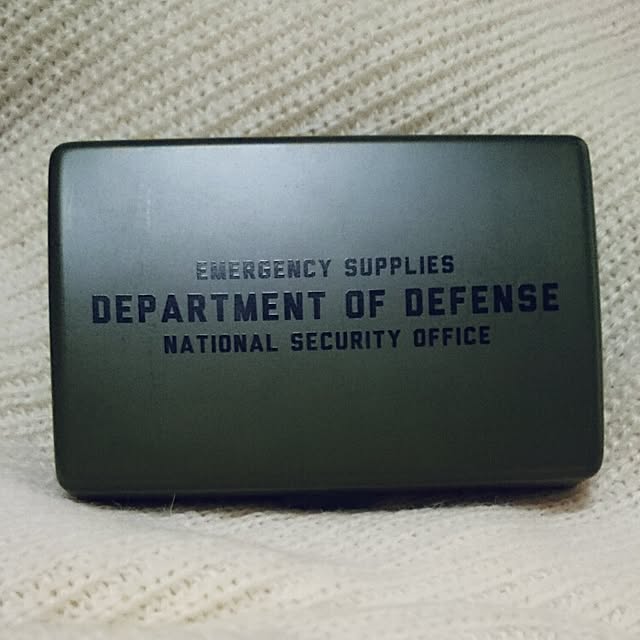 EMERGENCY SUPPLIES
DEPARTMENT OF DEFENSE
NATIONAL SECURITY OFFICE